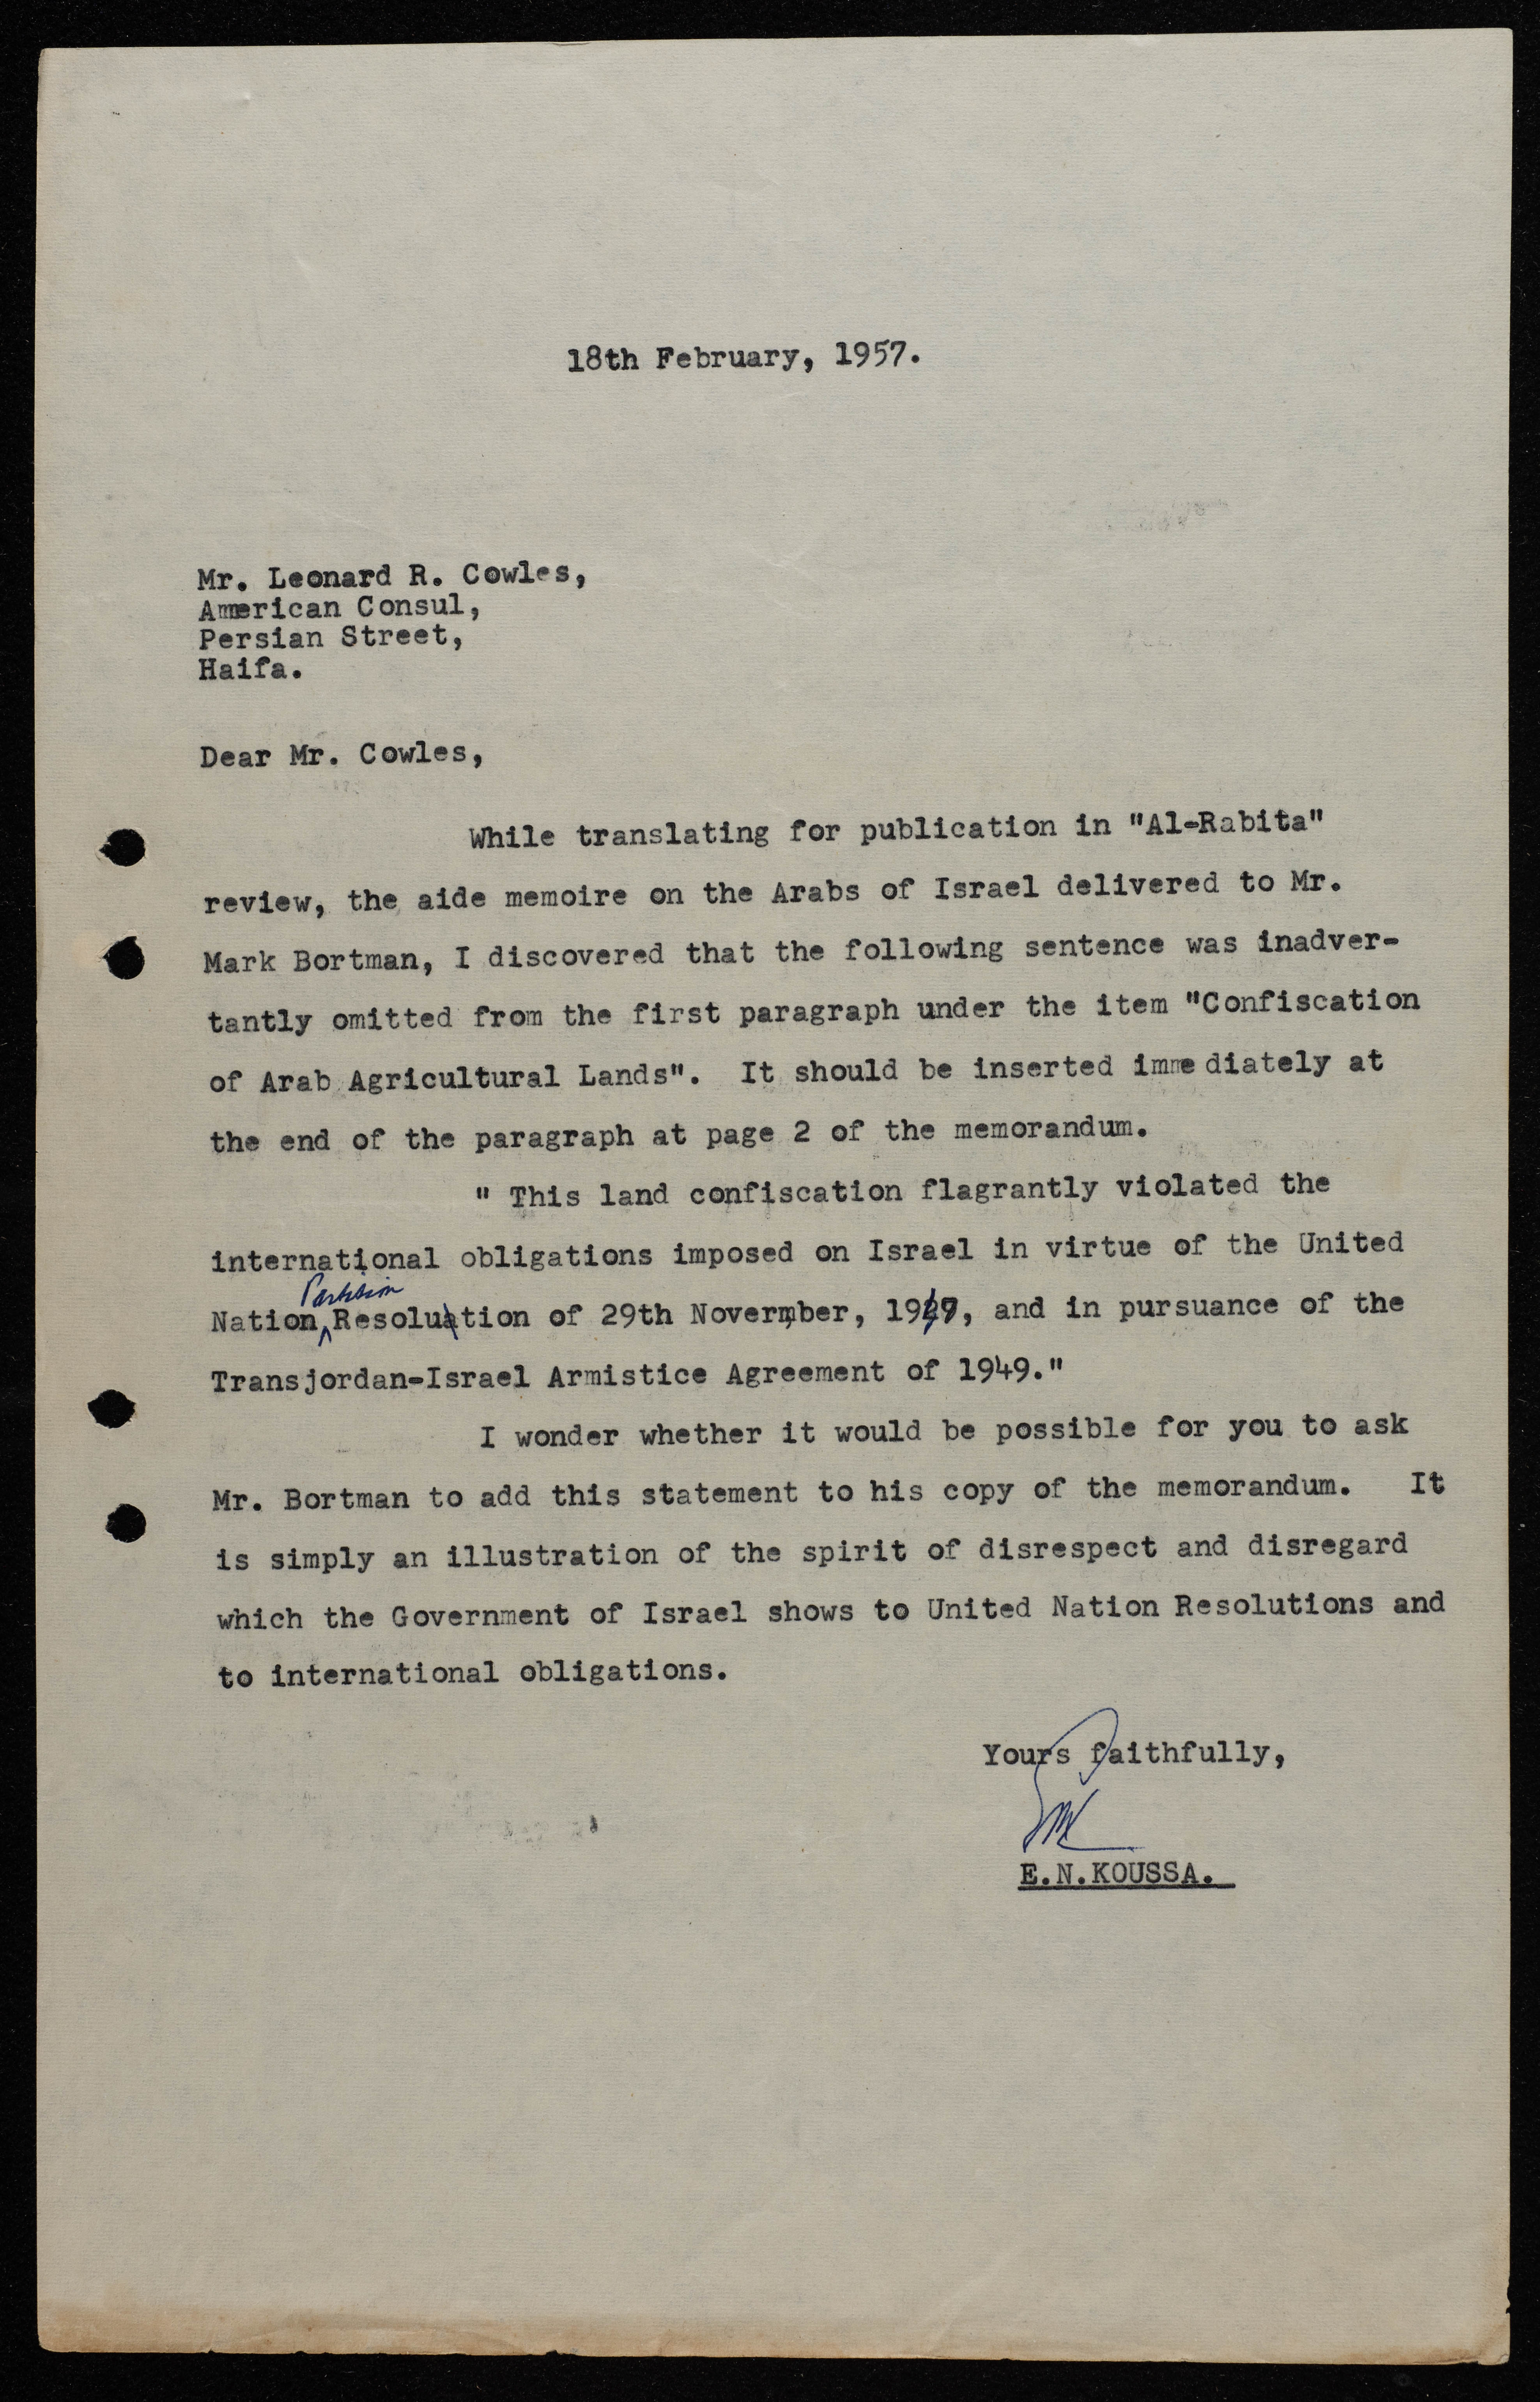 18th February, 1957.
Mr. Leonard R. Cowles,
American Consul,
Persian Street,
Haifa.
Dear Mr. Cowles,
While translating for publication in "Al-Rabita"
review, the aide memoire on the Arabs of Israel delivered to Mr.
Mark Bortman, I discovered that the following sentence was inadver-
tantly omitted from the first paragraph under the item "Confiscation
of Arab Agricultural Lands". It should be inserted immediately at
the end of the paragraph at page 2 of the memorandum.
" This land confiscation flagrantly violated the
international obligations imposed on Israel in virtue of the United
Partition
Nation Resolution of 29th November, 1947, and in pursuance of the
Transjordan-Israel Armistice Agreement of 1949."
I wonder whether it would be possible for you to ask
Mr. Bortman to add this statement to his copy of the memorandum. It
is simply an illustration of the spirit of disrespect and disregard
which the Government of Israel shows to United Nation Resolutions and
to international obligations.
Yours faithfully,
E.N.KOUSSA.